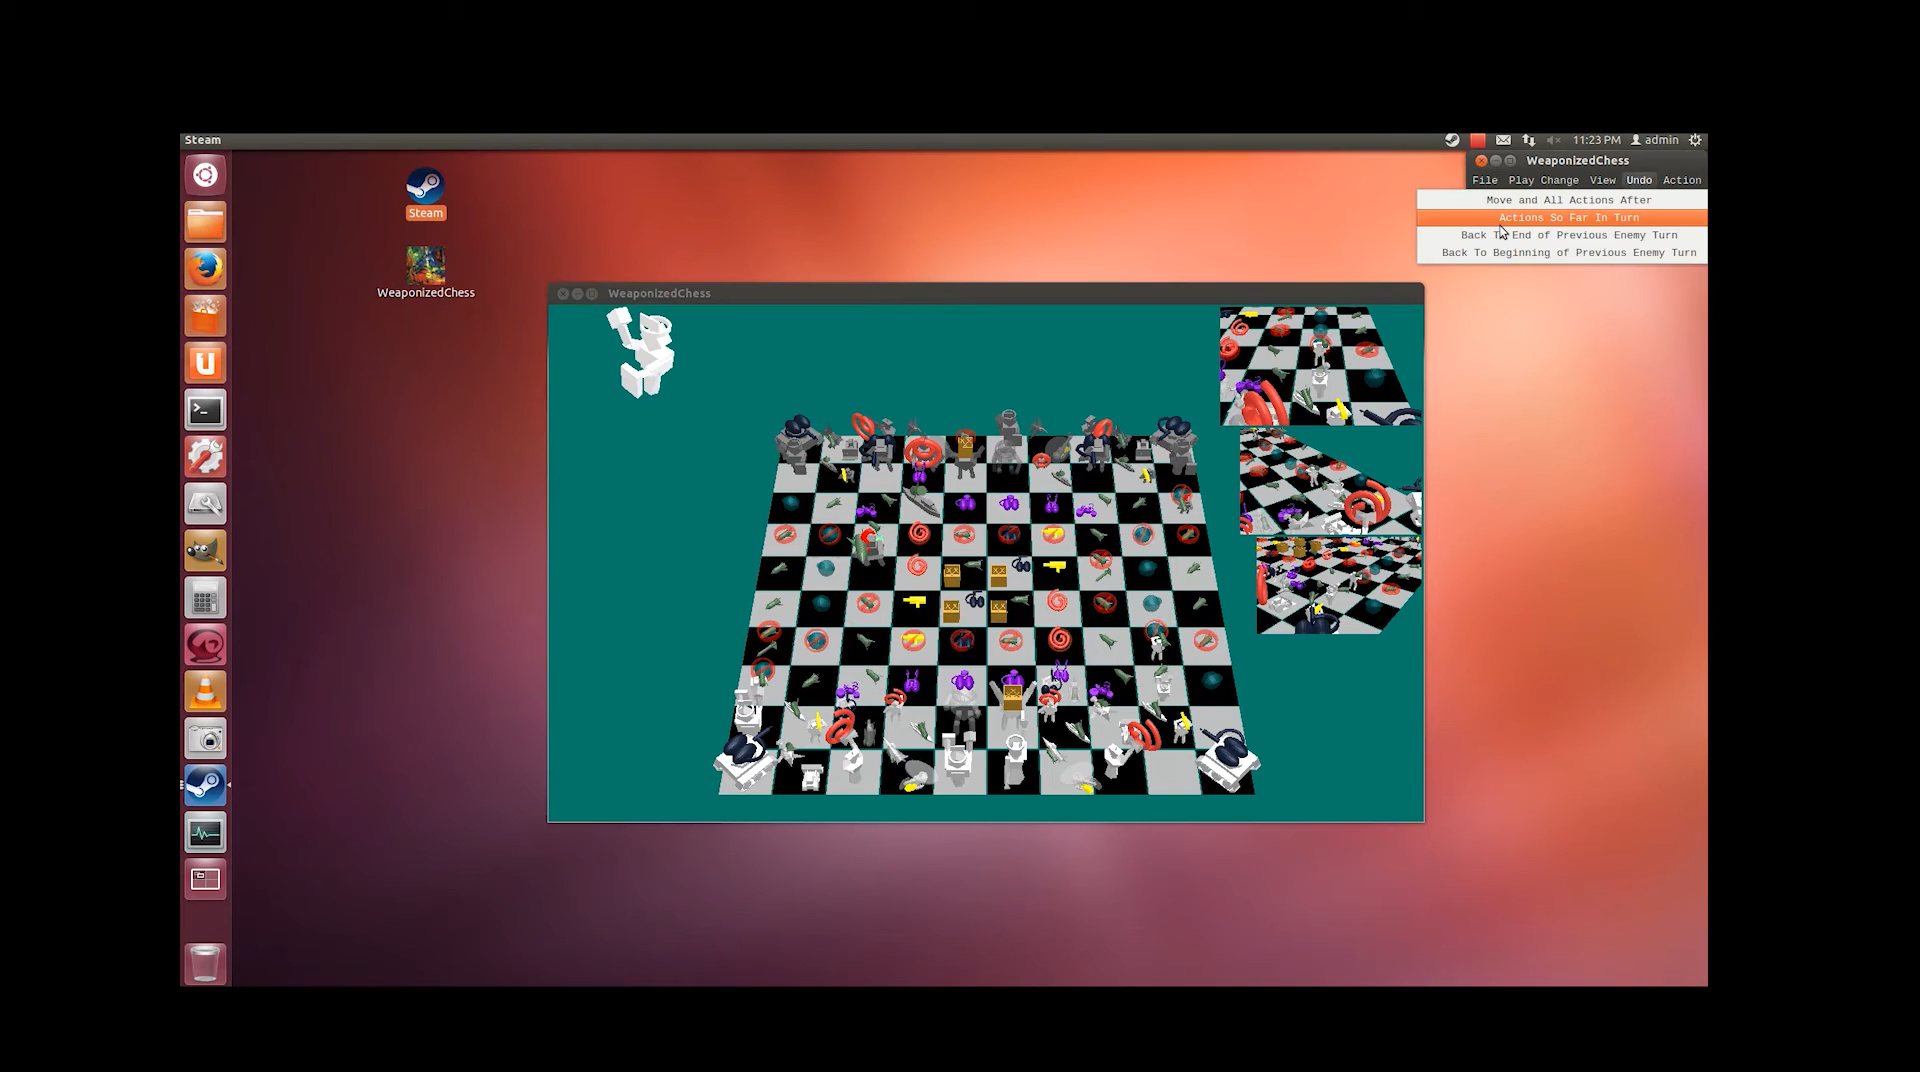 Steam
11:23 PM
admin
WeaponizedChess
File Play Change View Undo Action
Move and All Actions After
Actions So Far In Turn
Back To End of Previous Enemy Turn
Back To Beginning of Previous Enemy Turn
Steam
WeaponizedChess
WeaponizedChess